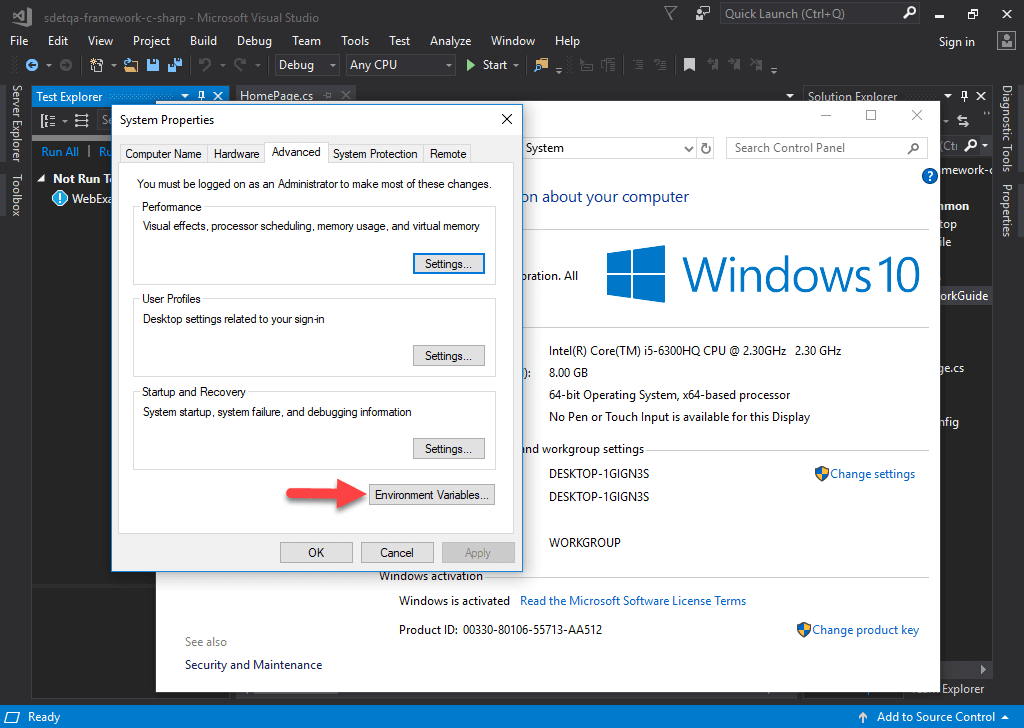 sdetqa-framework-c-sharp - Microsoft Visual Studio
Quick Launch (Ctrl+Q)
File Edit View Project Build Debug Team Tools Test Analyze Window Help
Sign in
Debug Any CPU Start
Server Explorer
Toolbox
Test Explorer
HomePage.cs
Solution Explorer
Diagnostic Tools
Properties
Run All
Not Run
WebExa
System Properties
Computer Name Hardware Advanced System Protection Remote
You must be logged on as an Administrator to make most of these changes.
Performance
Visual effects, processor scheduling, memory usage, and virtual memory
Settings...
User Profiles
Desktop settings related to your sign-in
Settings...
Startup and Recovery
System startup, system failure, and debugging information
Settings...
Environment Variables...
OK Cancel Apply
System
Search Control Panel
on about your computer
oration. All
Windows 10
Intel(R) Core(TM) i5-6300HQ CPU @ 2.30GHz 2.30 GHz
8.00 GB
64-bit Operating System, x64-based processor
No Pen or Touch Input is available for this Display
nd workgroup settings
DESKTOP-1GIGN3S
Change settings
DESKTOP-1GIGN3S
WORKGROUP
Windows activation
Windows is activated Read the Microsoft Software License Terms
Product ID: 00330-80106-55713-AA512
Change product key
See also
Security and Maintenance
mework-c
mmon
top
ile
orkGuide
ge.cs
nfig
Explorer
Ready
Add to Source Control